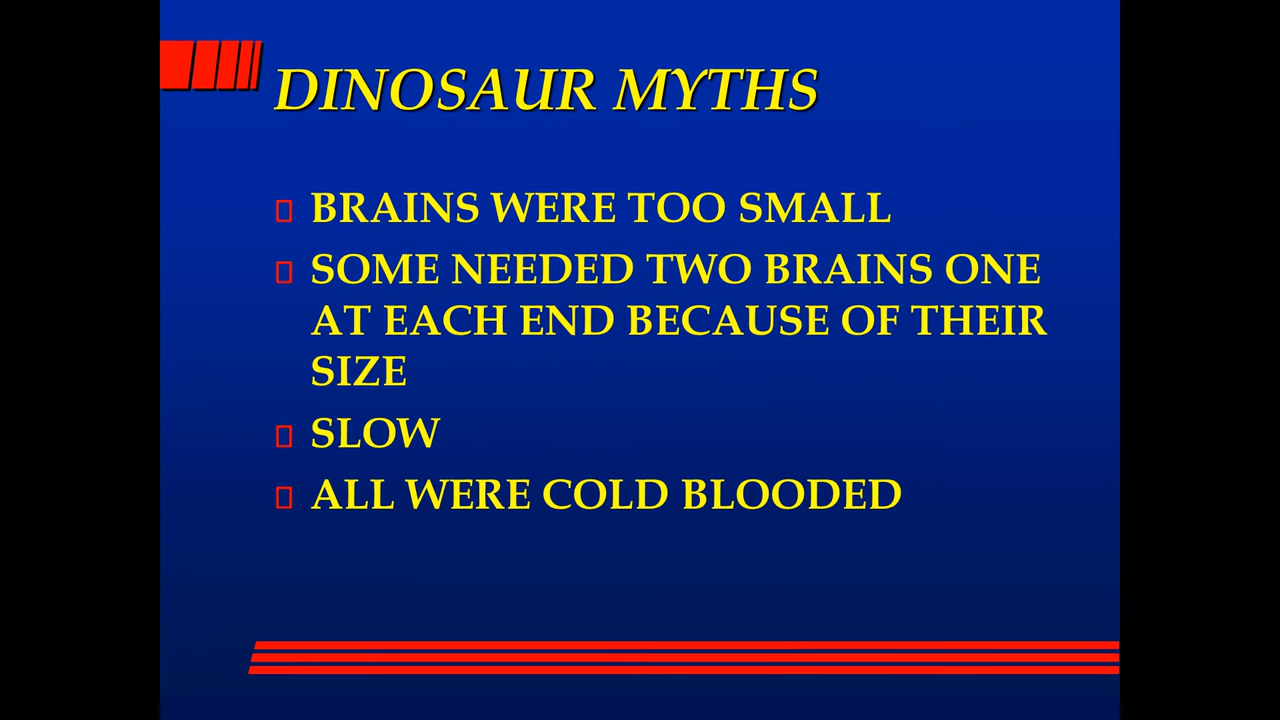 DINOSAUR MYTHS
BRAINS WERE TOO SMALL
SOME NEEDED TWO BRAINS ONE
AT EACH END BECAUSE OF THEIR
SIZE
SLOW
ALL WERE COLD BLOODED